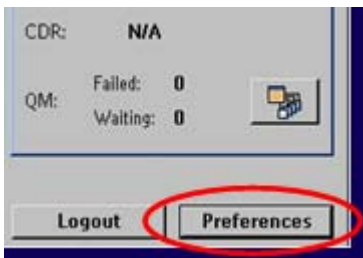 CDR: N/A
Failed: 0
QM:
Waiting: 0
Logout Preferences